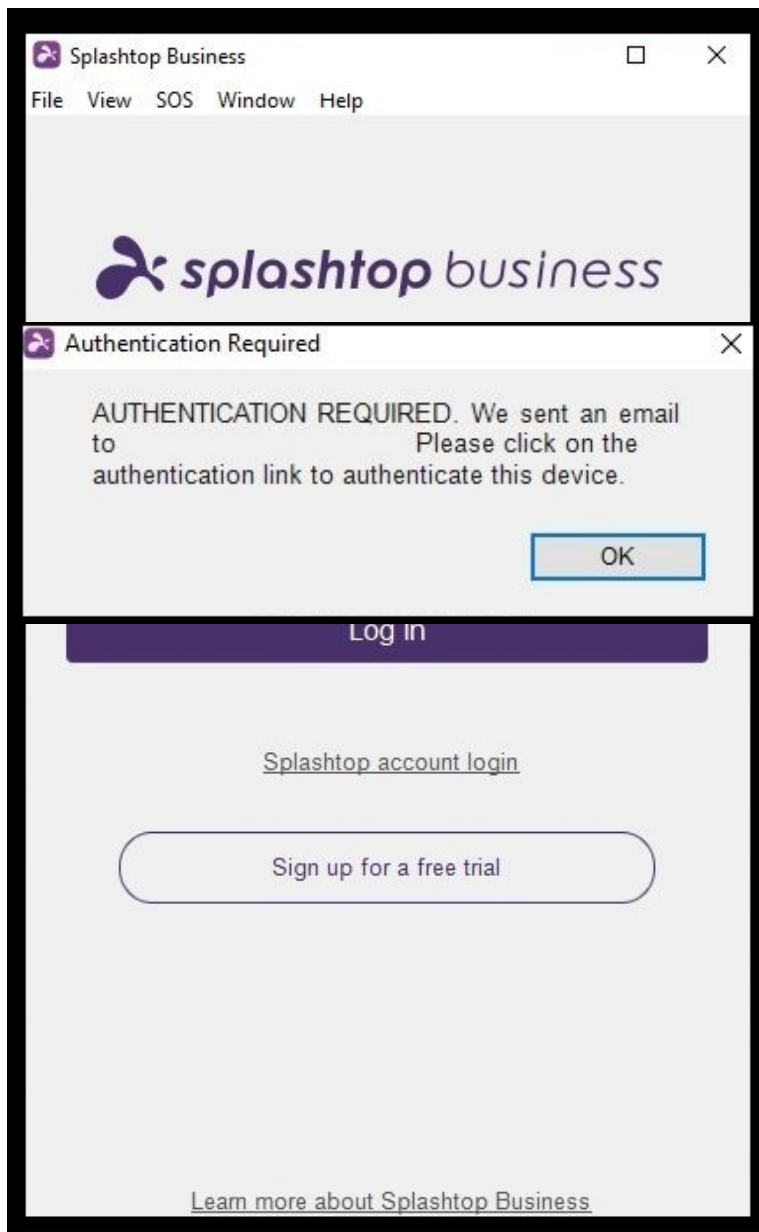 Splashtop Business
File View SOS Window Help
splashtop business
Authentication Required
AUTHENTICATION REQUIRED. We sent an email
to Please click on the
authentication link to authenticate this device.
OK
Log In
Splashtop account login
Sign up for a free trial
Learn more about Splashtop Business